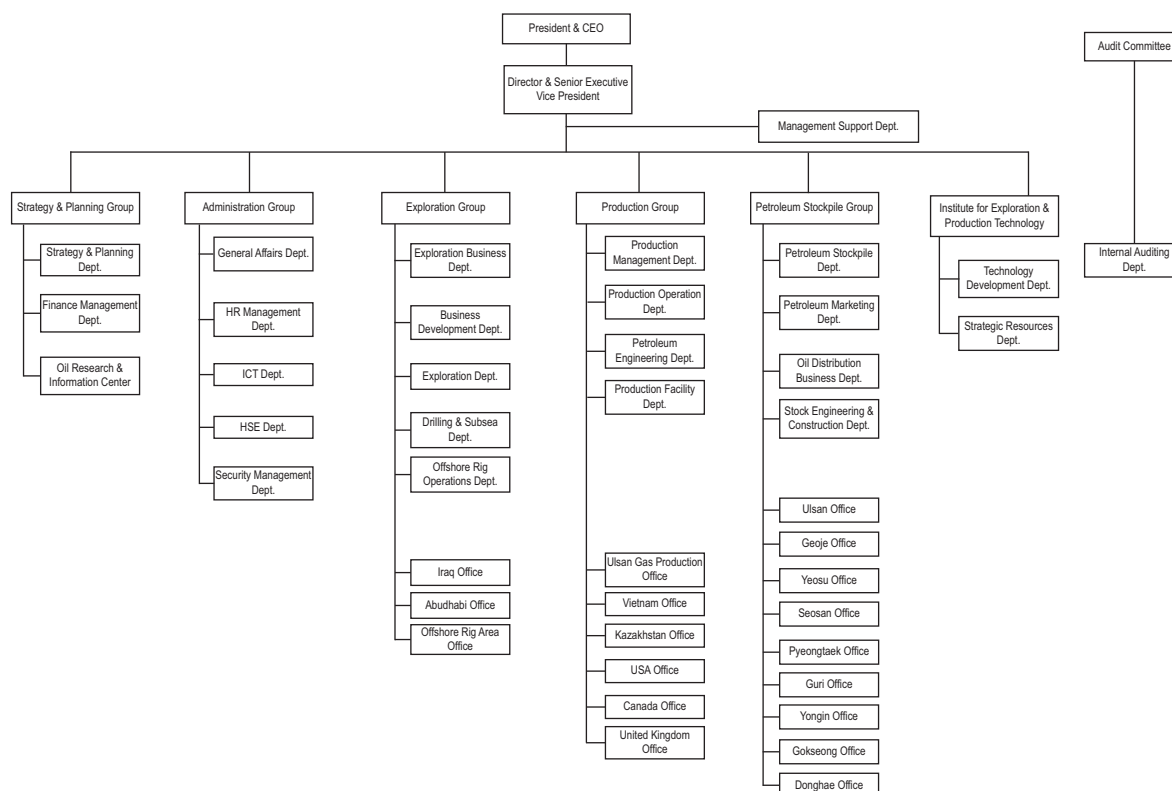 President & CEO
Audit Committee
Director & Senior Executive
Vice President
Management Support Dept.
Strategy & Planning Group
Strategy & Planning
Dept.
Finance Management
Dept.
Oil Research &
Information Center
Administration Group
General Affairs Dept.
HR Management
Dept.
ICT Dept.
HSE Dept.
Security Management
Dept.
Exploration Group
Exploration Business
Dept.
Business
Development Dept.
Exploration Dept.
Drilling & Subsea
Dept.
Offshore Rig
Operations Dept.
Iraq Office
Abudhabi Office
Offshore Rig Area
Office
Production Group
Production
Management Dept.
Production Operation
Dept.
Petroleum
Engineering Dept.
Production Facility
Dept.
Ulsan Gas Production
Office
Vietnam Office
Kazakhstan Office
USA Office
Canada Office
United Kingdom
Office
Petroleum Stockpile Group
Petroleum Stockpile
Dept.
Petroleum Marketing
Dept.
Oil Distribution
Business Dept.
Stock Engineering &
Construction Dept.
Ulsan Office
Geoje Office
Yeosu Office
Seosan Office
Pyeongtaek Office
Guri Office
Yongin Office
Gokseong Office
Donghae Office
Institute for Exploration &
Production Technology
Technology
Development Dept.
Strategic Resources
Dept.
Internal Auditing
Dept.